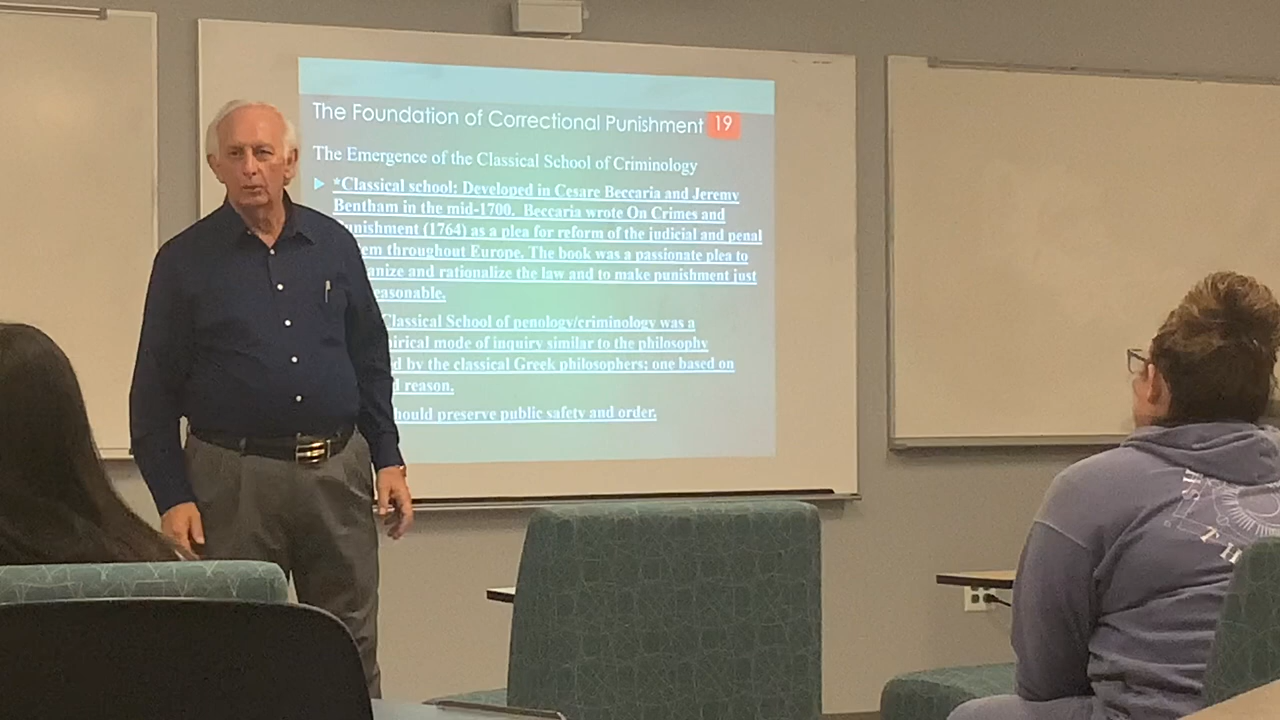 The Foundation of Correctional Punishment 19
The Emergence of the Classical School of Criminology
*Classical school: Developed in Cesare Beccaria and Jeremy
Bentham in the mid-1700. Beccaria wrote On Crimes and
(1764) as a plea for reform of the judicial and penal
throughout Europe. The book was a passionate plea to
and rationalize the law and to make punishment just
Classical School of penology/criminology was a
mode of inquiry similar to the philosophy
by the classical Greek philosophers; one based on
reason.
preserve public safety and order.
TH